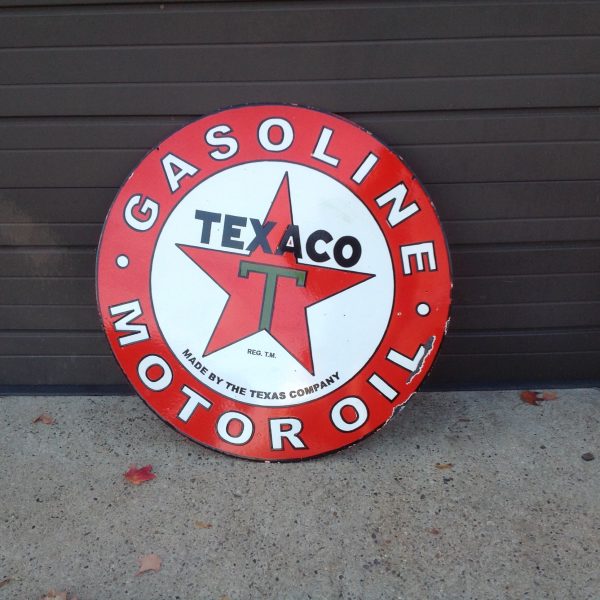 GASOLINE
TEXACO
T
REG. T.M.
MADE BY THE TEXAS COMPANY
• MOTOR OIL •